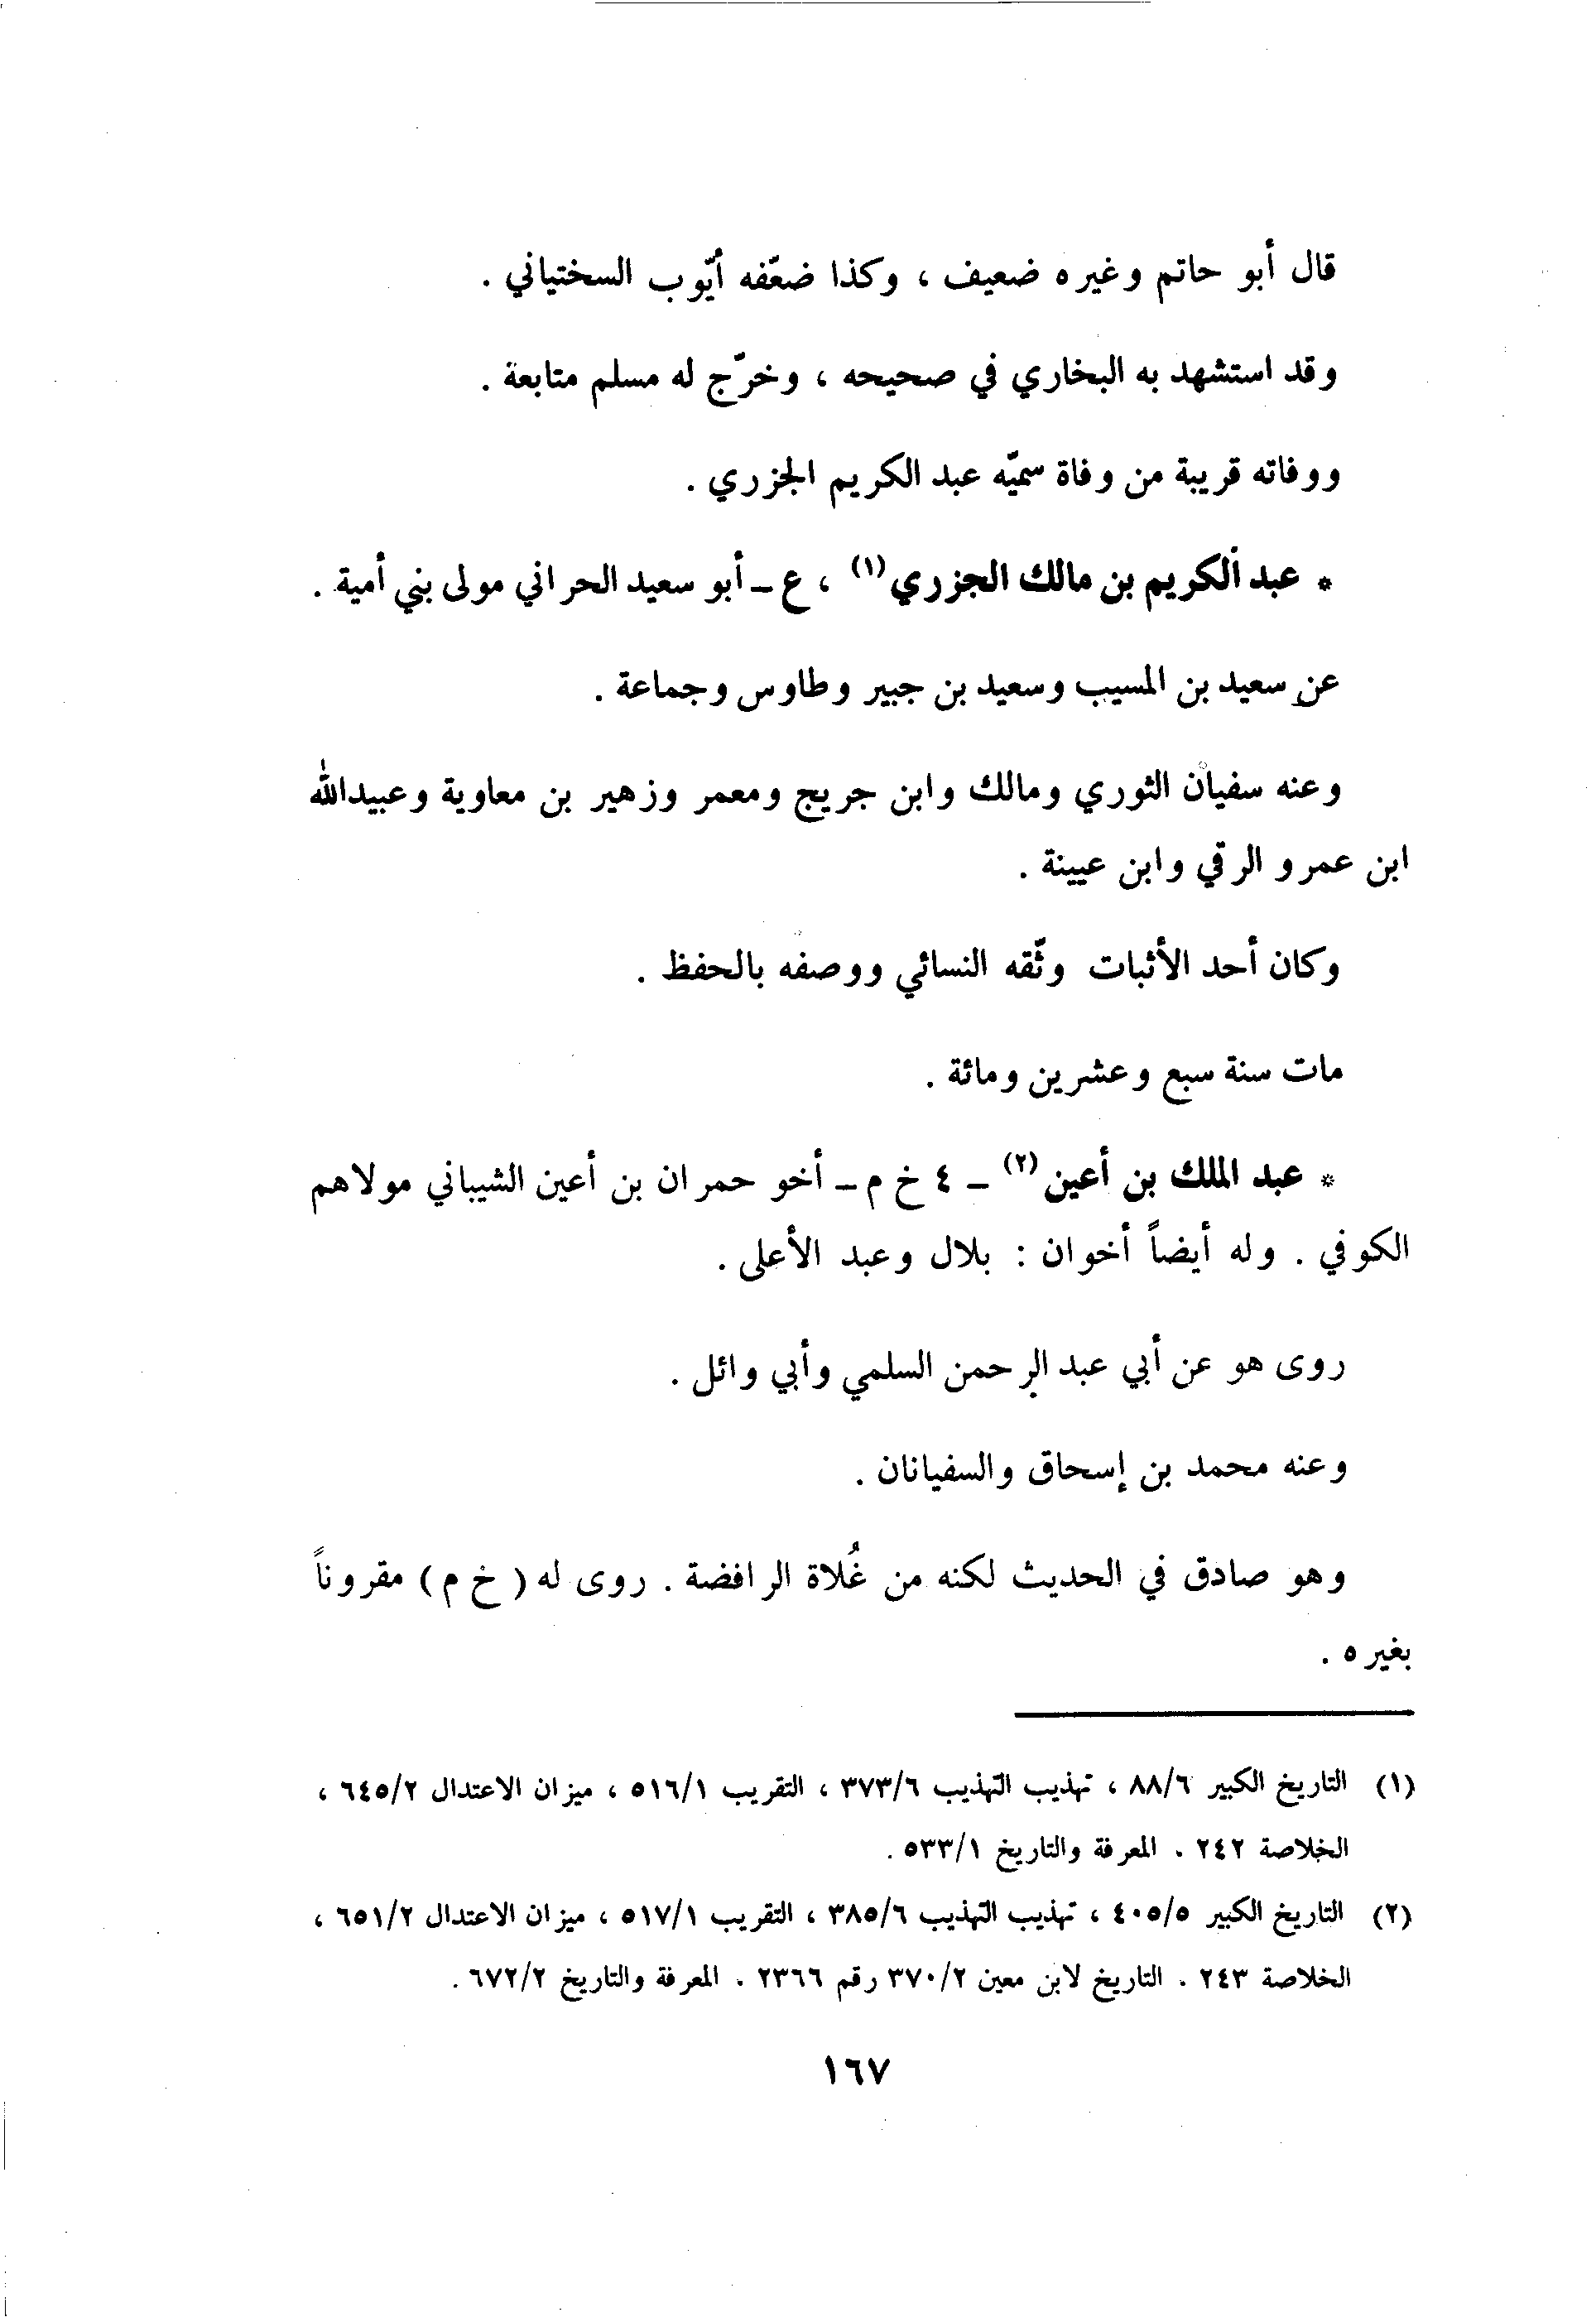 قال أبو حاتم وغيره ضعيف ، وكذا ضعّفه أيّوب السختياني .
وقد استشهد به البخاري في صحيحه ، وخرّج له مسلم متابعة .
ووفاته قريبة من وفاة سميّه عبد الكريم الجزري .
* عبد الكريم بن مالك الجزري (١) ، ع ـ أبو سعيد الحراني مولى بني أمية .
عن سعيد بن المسيب وسعيد بن جبير وطاوس وجماعة .
وعنه سفيان الثوري ومالك وابن جريج ومعمر وزهير بن معاوية وعبيدالله
ابن عمرو الرقي وابن عيينة .
وكان أحد الأثبات وثّقه النسائي ووصفه بالحفظ .
مات سنة سبع وعشرين ومائة .
* عبد الملك بن أعين (٢) ـ ٤ خ م ـ أخو حمران بن أعين الشيباني مولاهم
الكوفي . وله أيضاً أخوان : بلال وعبد الأعلى .
روى هو عن أبي عبد الرحمن السلمي وأبي وائل .
وعنه محمد بن إسحاق والسفيانان .
وهو صادق في الحديث لكنه من غُلاة الرافضة . روى له ( خ م ) مقروناً
بغيره .
(١) التاريخ الكبير ٨٨/٦ ، تهذيب التهذيب ٣٧٣/٦ ، التقريب ٥١٦/١ ، ميزان الاعتدال ٦٤٥/٢ ،
الخلاصة ٢٤٢ . المعرفة والتاريخ ٥٣٣/١ .
(٢) التاريخ الكبير ٤٠٥/٥ ، تهذيب التهذيب ٣٨٥/٦ ، التقريب ٥١٧/١ ، ميزان الاعتدال ٦٥١/٢ ،
الخلاصة ٢٤٣ . التاريخ لابن معين ٣٧٠/٢ رقم ٢٣٦٦ . المعرفة والتاريخ ٦٧٢/٢ .
١٦٧